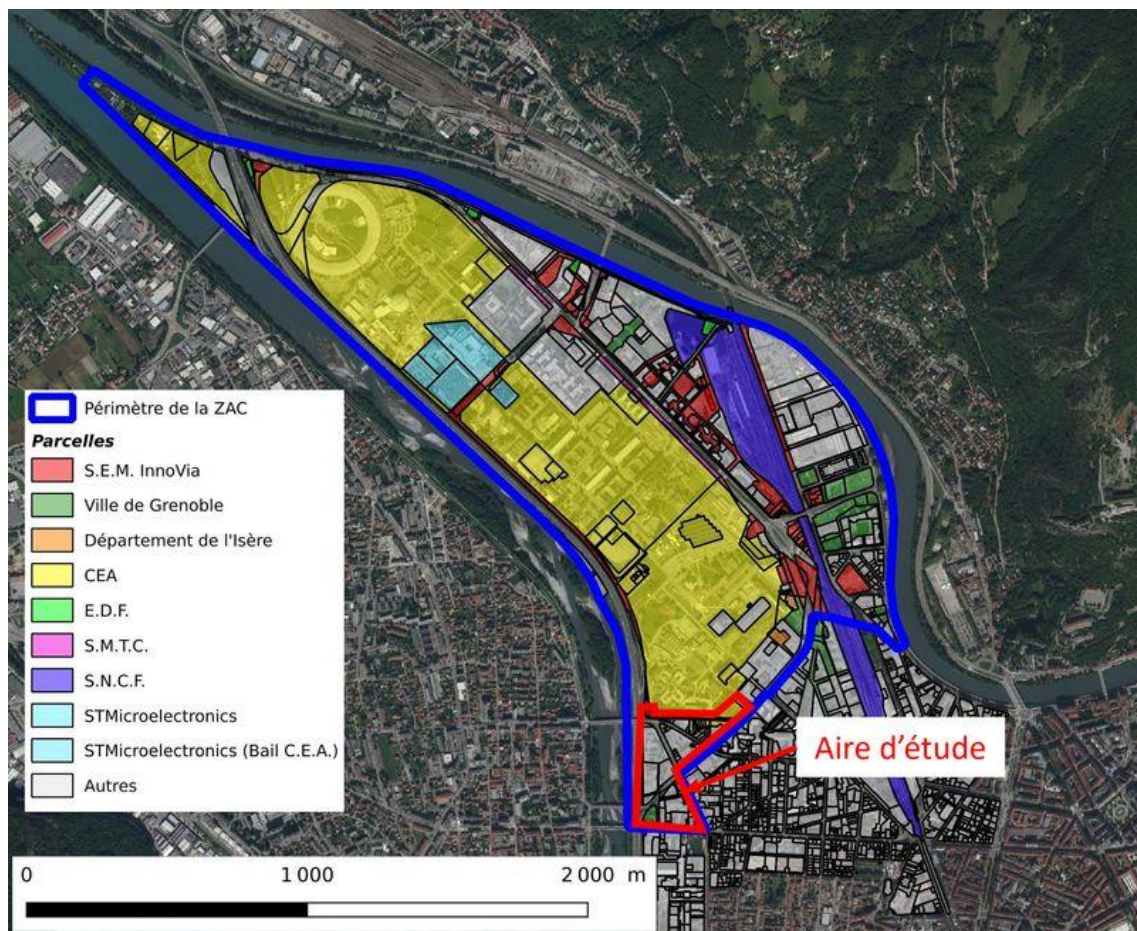 Périmètre de la ZAC
Parcelles
S.E.M. InnoVia
Ville de Grenoble
Département de l'Isère
CEA
E.D.F.
S.M.T.C.
S.N.C.F.
STMicroelectronics
STMicroelectronics (Bail C.E.A.)
Autres
Aire d'étude
0 1 000 2 000 m